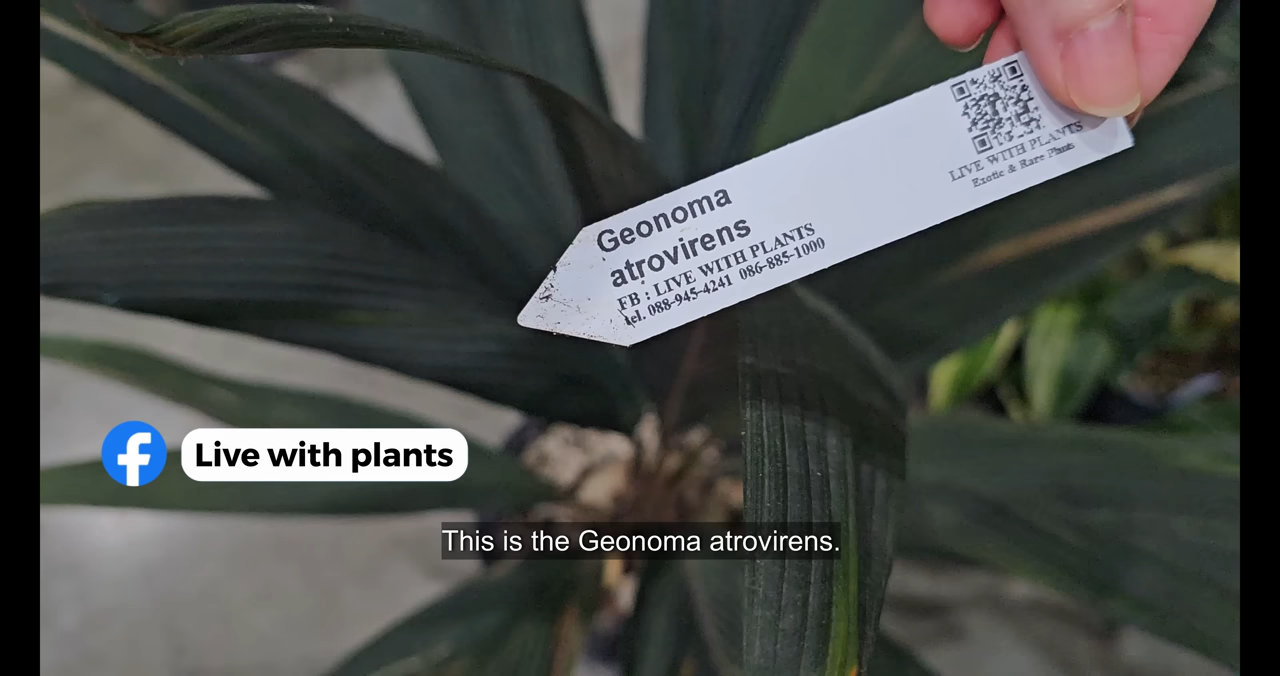 LIVE WITH PLANTS
Exotic & Rare Plants
Geonoma
atrovirens
FB : LIVE WITH PLANTS
tel. 088-945-4241 086-885-1000
Live with plants
This is the Geonoma atrovirens.